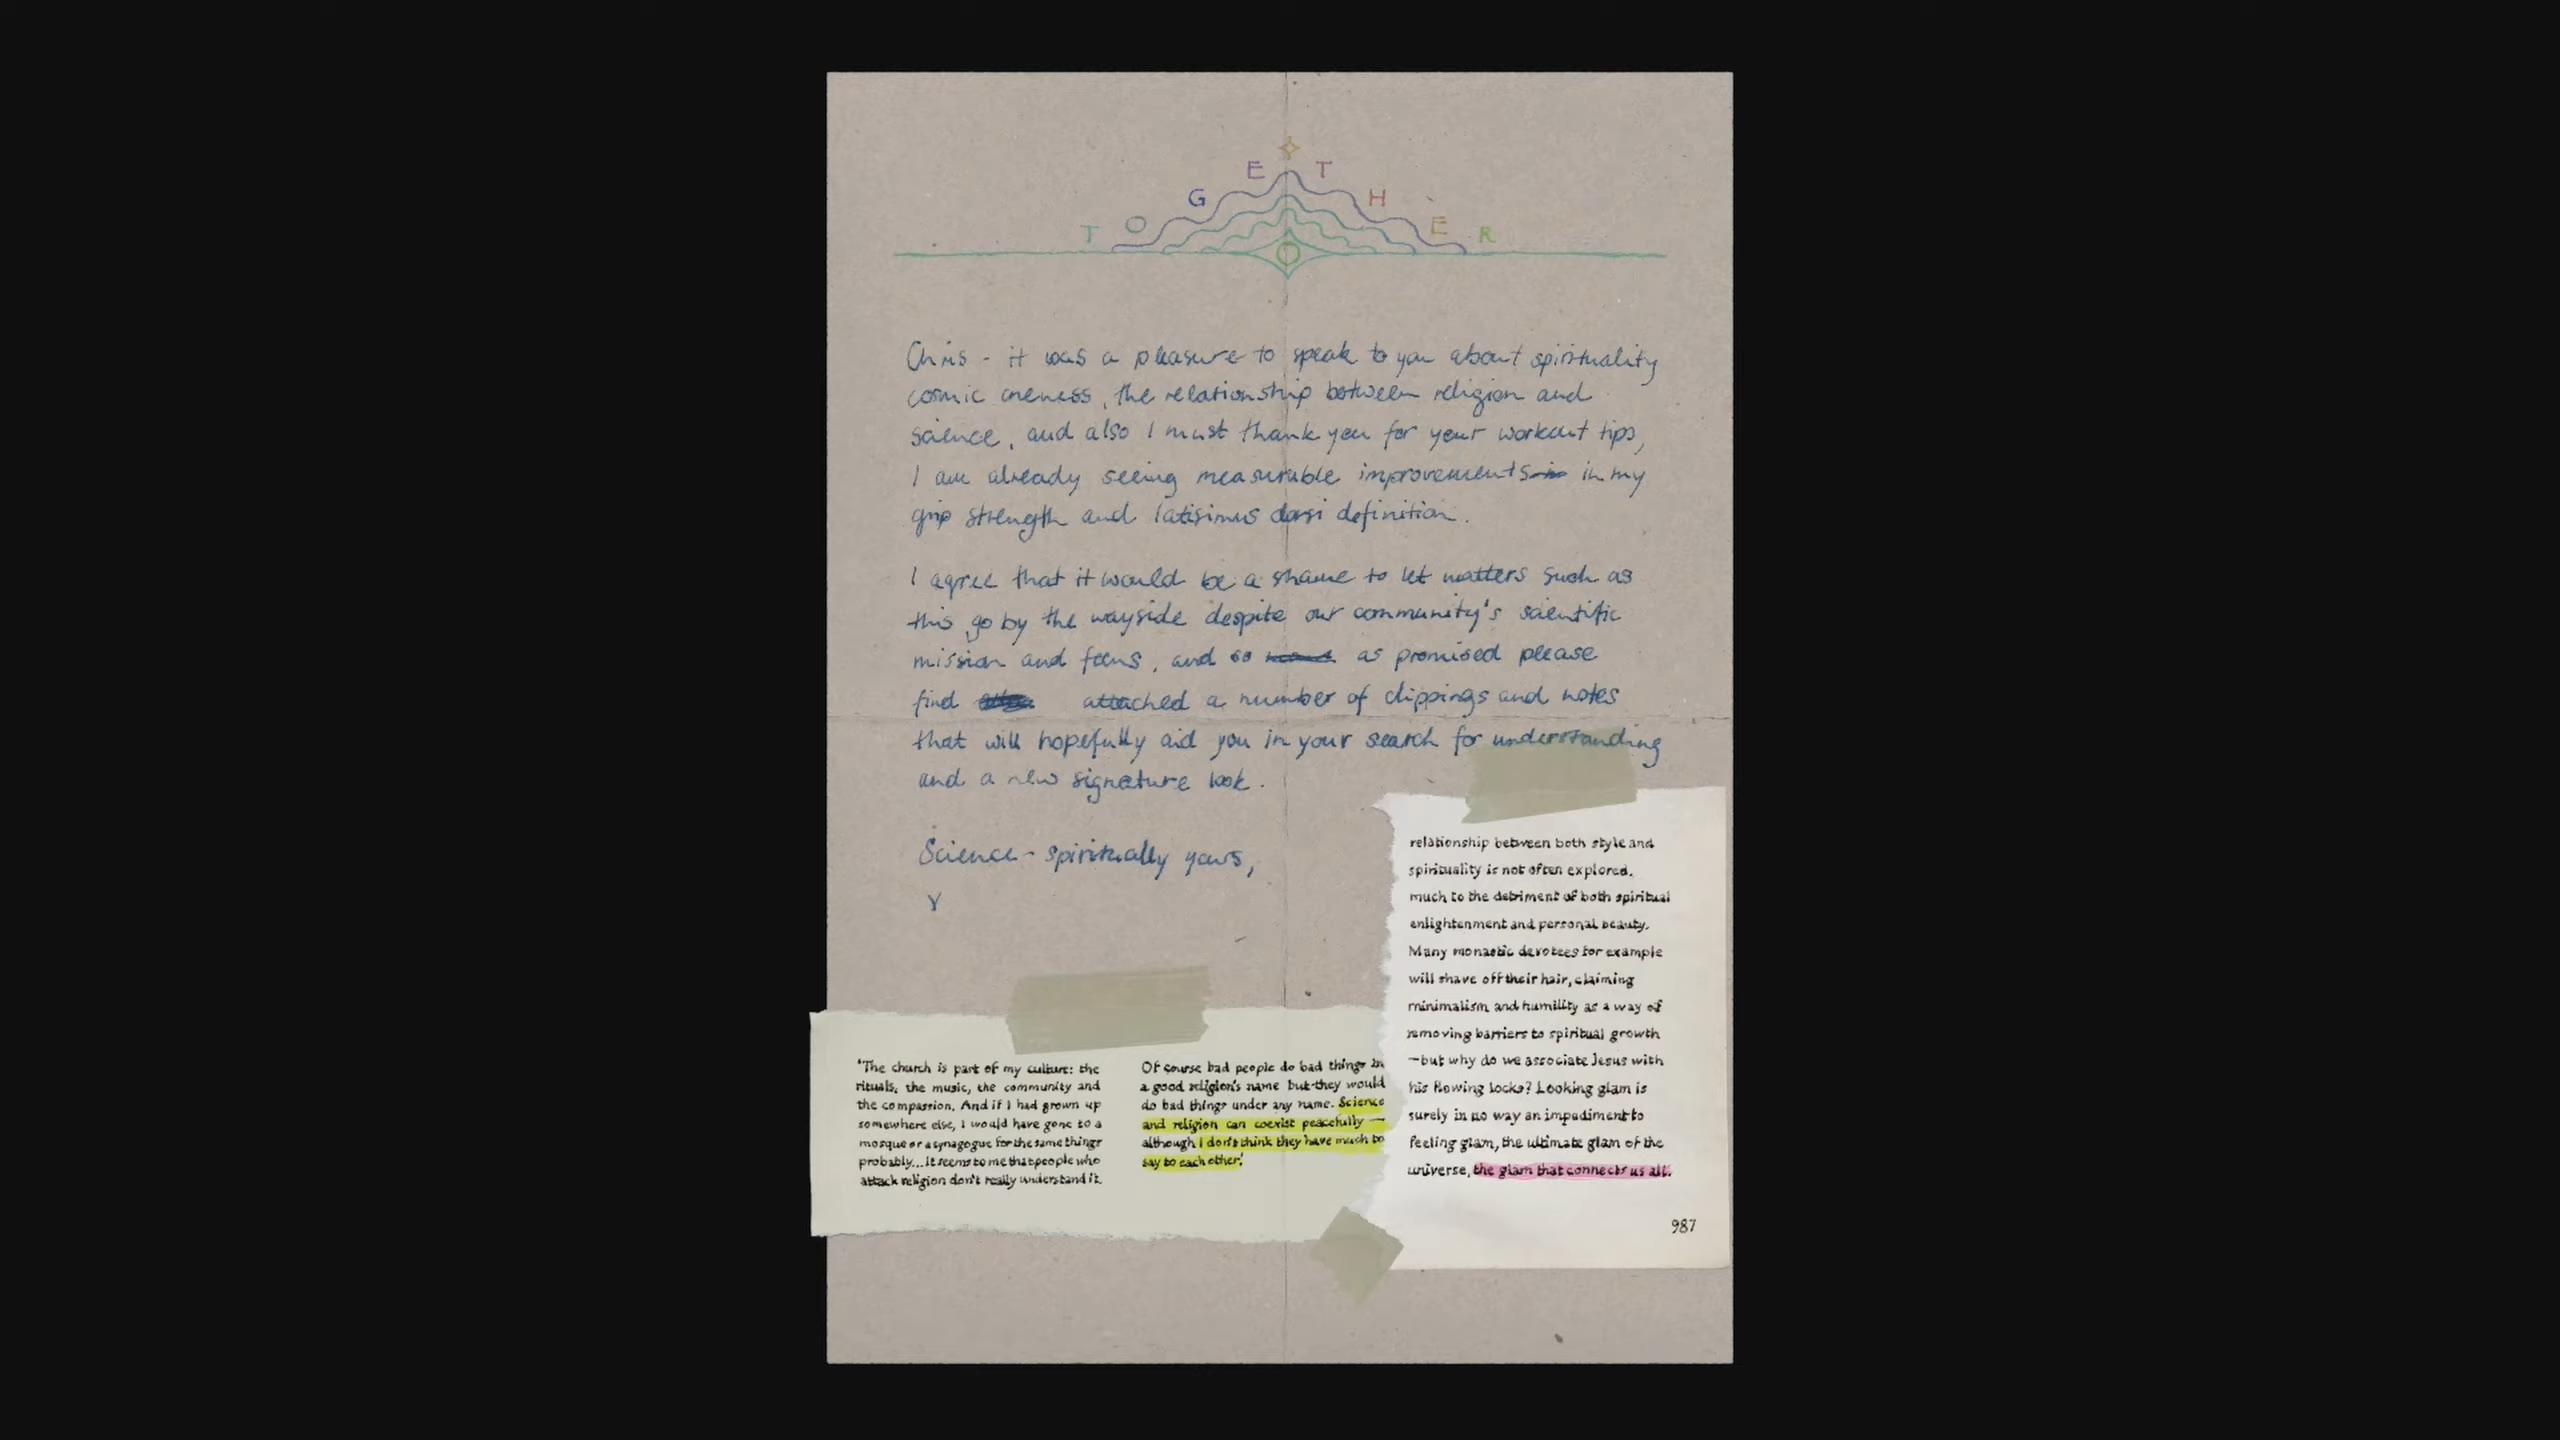 TOGETHER
Chris - it was a pleasure to speak to you about spirituality
cosmic oneness, the relationship between religion and
science, and also I must thank you for your workout tips,
I am already seeing measurable improvements in my
grip strength and latisimus dorsi definition.
I agree that it would be a shame to let matters such as
this go by the wayside despite our community's scientific
mission and focus, and so as promised please
find attached a number of clippings and notes
that will hopefully aid you in your search for understanding
and a new signature look.
Science-spiritually yours,
Y
'The church is part of my culture: the
rituals, the music, the community and
the compassion. And if I had grown up
somewhere else, I would have gone to a
mosque or a synagogue for the same things
probably... It seems to me that people who
attack religion don't really understand it.
Of course bad people do bad things in
a good religion's name but they would
do bad things under any name. Science
and religion can coexist peacefully —
although I don't think they have much to
say to each other.'
relationship between both style and
spirituality is not often explored.
much to the detriment of both spiritual
enlightenment and personal beauty.
Many monastic devotees for example
will shave off their hair, claiming
minimalism and humility as a way of
removing barriers to spiritual growth
—but why do we associate Jesus with
his flowing locks? Looking glam is
surely in no way an impediment to
feeling glam, the ultimate glam of the
universe, the glam that connects us all.
987